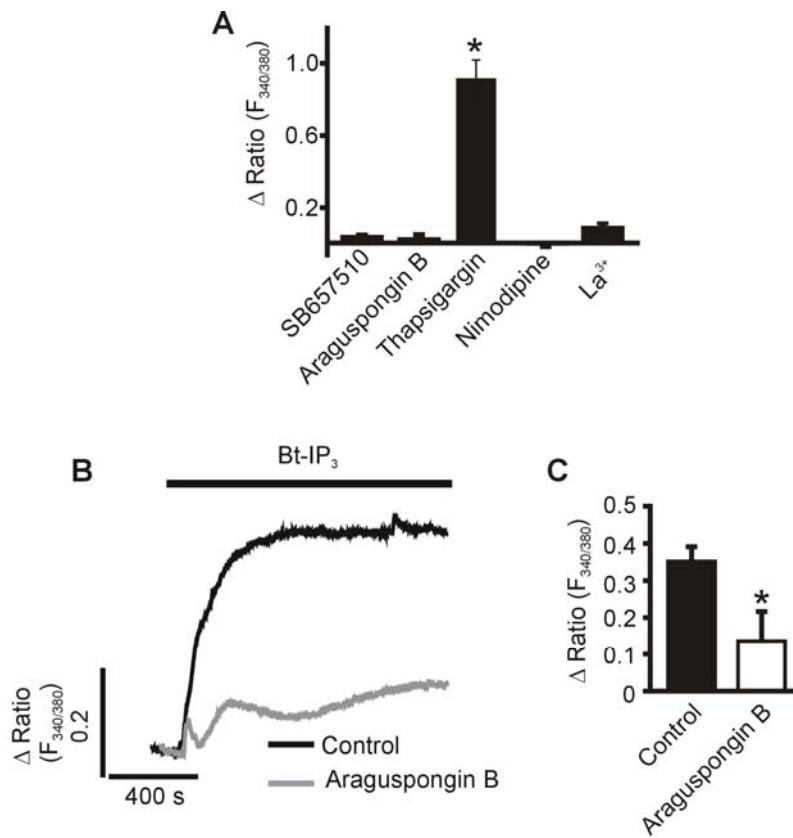 A
Δ Ratio (F340/380)
1.0
0.6
0.2
*
SB657510
Araguspongin B
Thapsigargin
Nimodipine
La3+
B
Bt-IP3
Δ Ratio
(F340/380)
0.2
400 s
Control
Araguspongin B
C
Δ Ratio (F340/380)
0.5
0.4
0.3
0.2
0.1
0
*
Control
Araguspongin B